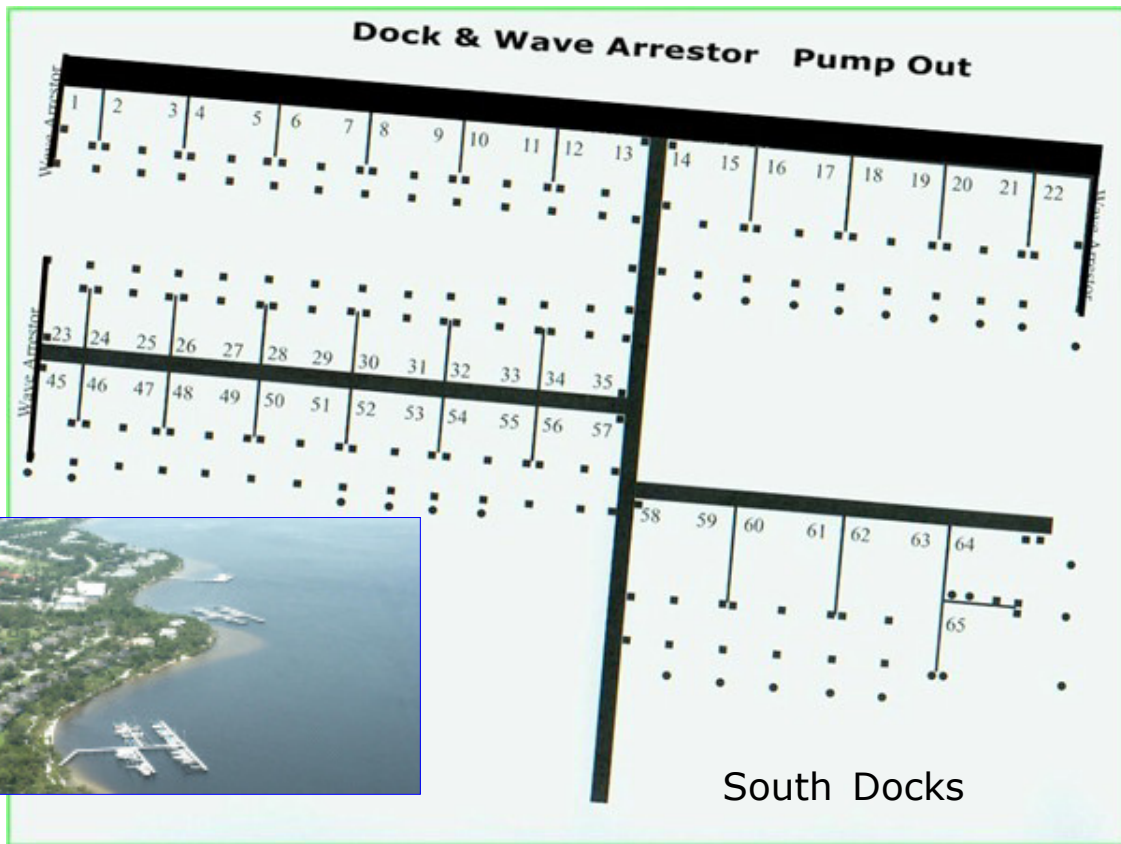 Dock & Wave Arrestor Pump Out
Wave Arrestor
1 2 3 4 5 6 7 8 9 10 11 12 13 14 15 16 17 18 19 20 21 22
Wave Arrestor
Wave Arrestor
23 24 25 26 27 28 29 30 31 32 33 34 35
45 46 47 48 49 50 51 52 53 54 55 56 57
58 59 60 61 62 63 64
65
South Docks